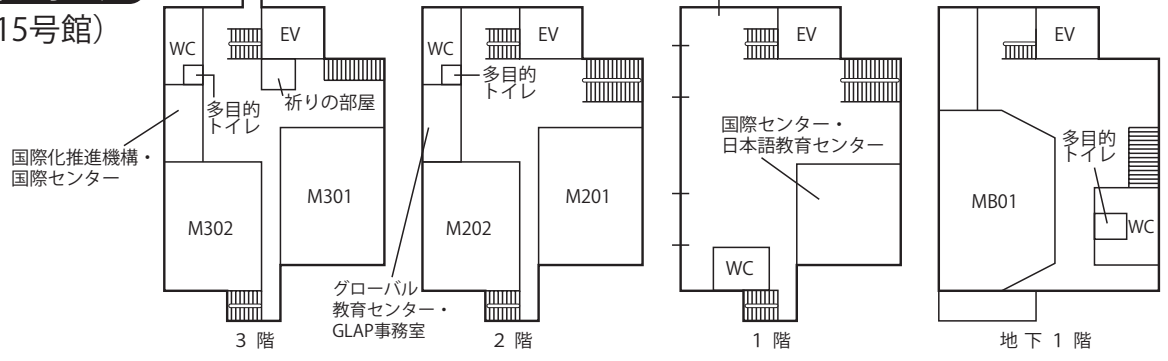 15号館）
WC
EV
多目的
トイレ
祈りの部屋
国際化推進機構・
国際センター
M301
M302
3 階
WC
EV
多目的
トイレ
M201
M202
グローバル
教育センター・
GLAP事務室
2 階
EV
国際センター・
日本語教育センター
WC
1 階
EV
多目的
トイレ
MB01
WC
地 下 1 階